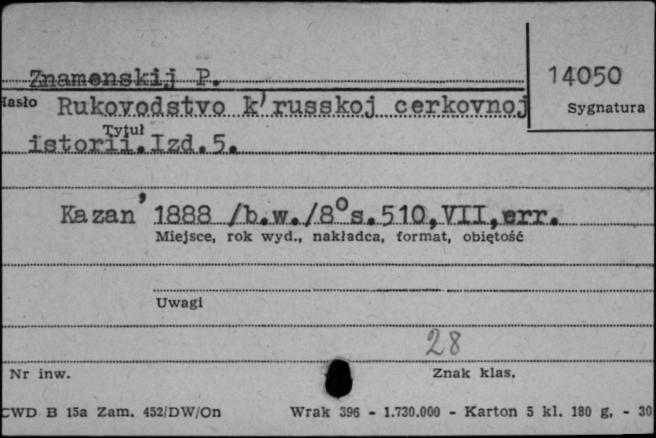 Znamenskij P.
14050
Hasło Rukovodstvo k'russkoj cerkovnoj
Sygnatura
Tytuł
istorii.Izd.5.
Kazan' 1888 /b.w./8°s.510,VII,err.
Miejsce, rok wyd., nakładca, format, objętość
Uwagi
28
Nr inw.
Znak klas.
CWD B 15a Zam. 452/DW/On Wrak 396 - 1.730.000 - Karton 5 kl. 180 g, - 30